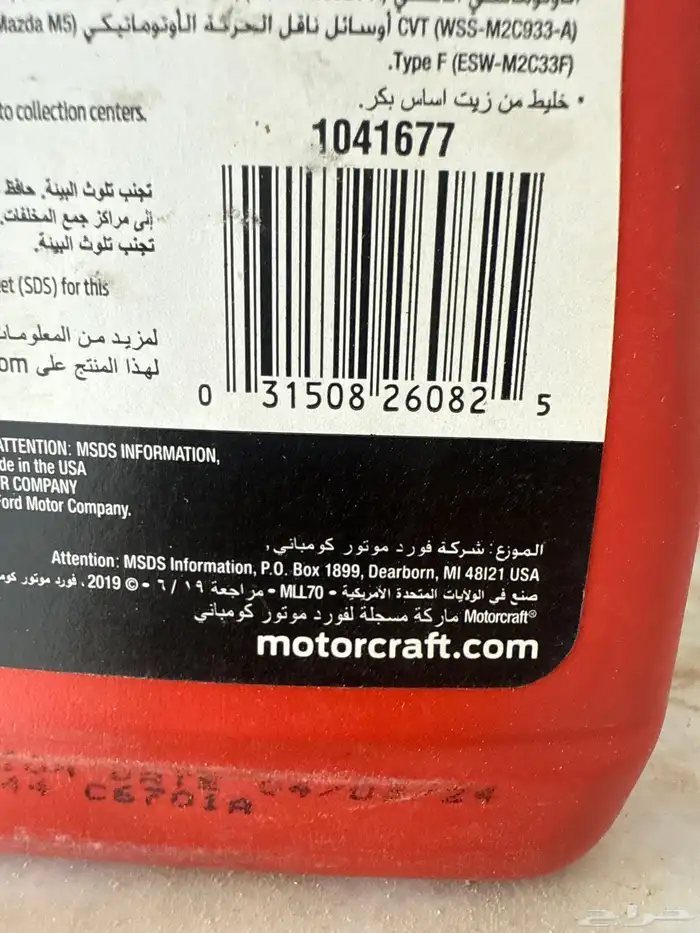 CVT (WSS-M2C933-A) أوسائل ناقل الحركة الأوتوماتيكي (Mazda M5)
Type F (ESW-M2C33F).
• خليط من زيت اساس بكر.
to collection centers.
1041677
تجنب تلوث البيئة. حافظ
إلى مراكز جمع المخلفات.
تجنب تلوث البيئة.
et (SDS) for this
لمزيد من المعلومات
لهذا المنتج على om
0 31508 26082 5
ATTENTION: MSDS INFORMATION,
de in the USA
R COMPANY
Ford Motor Company.
الموزع: شركة فورد موتور كومباني,
Attention: MSDS Information, P.O. Box 1899, Dearborn, MI 48121 USA
صنع في الولايات المتحدة الأمريكية • MLL70 • مراجعة ١٩ / ٦ • © 2019، فورد موتور
Motorcraft® ماركة مسجلة لفورد موتور كومباني
motorcraft.com
C6701A 04/02/24
حراج